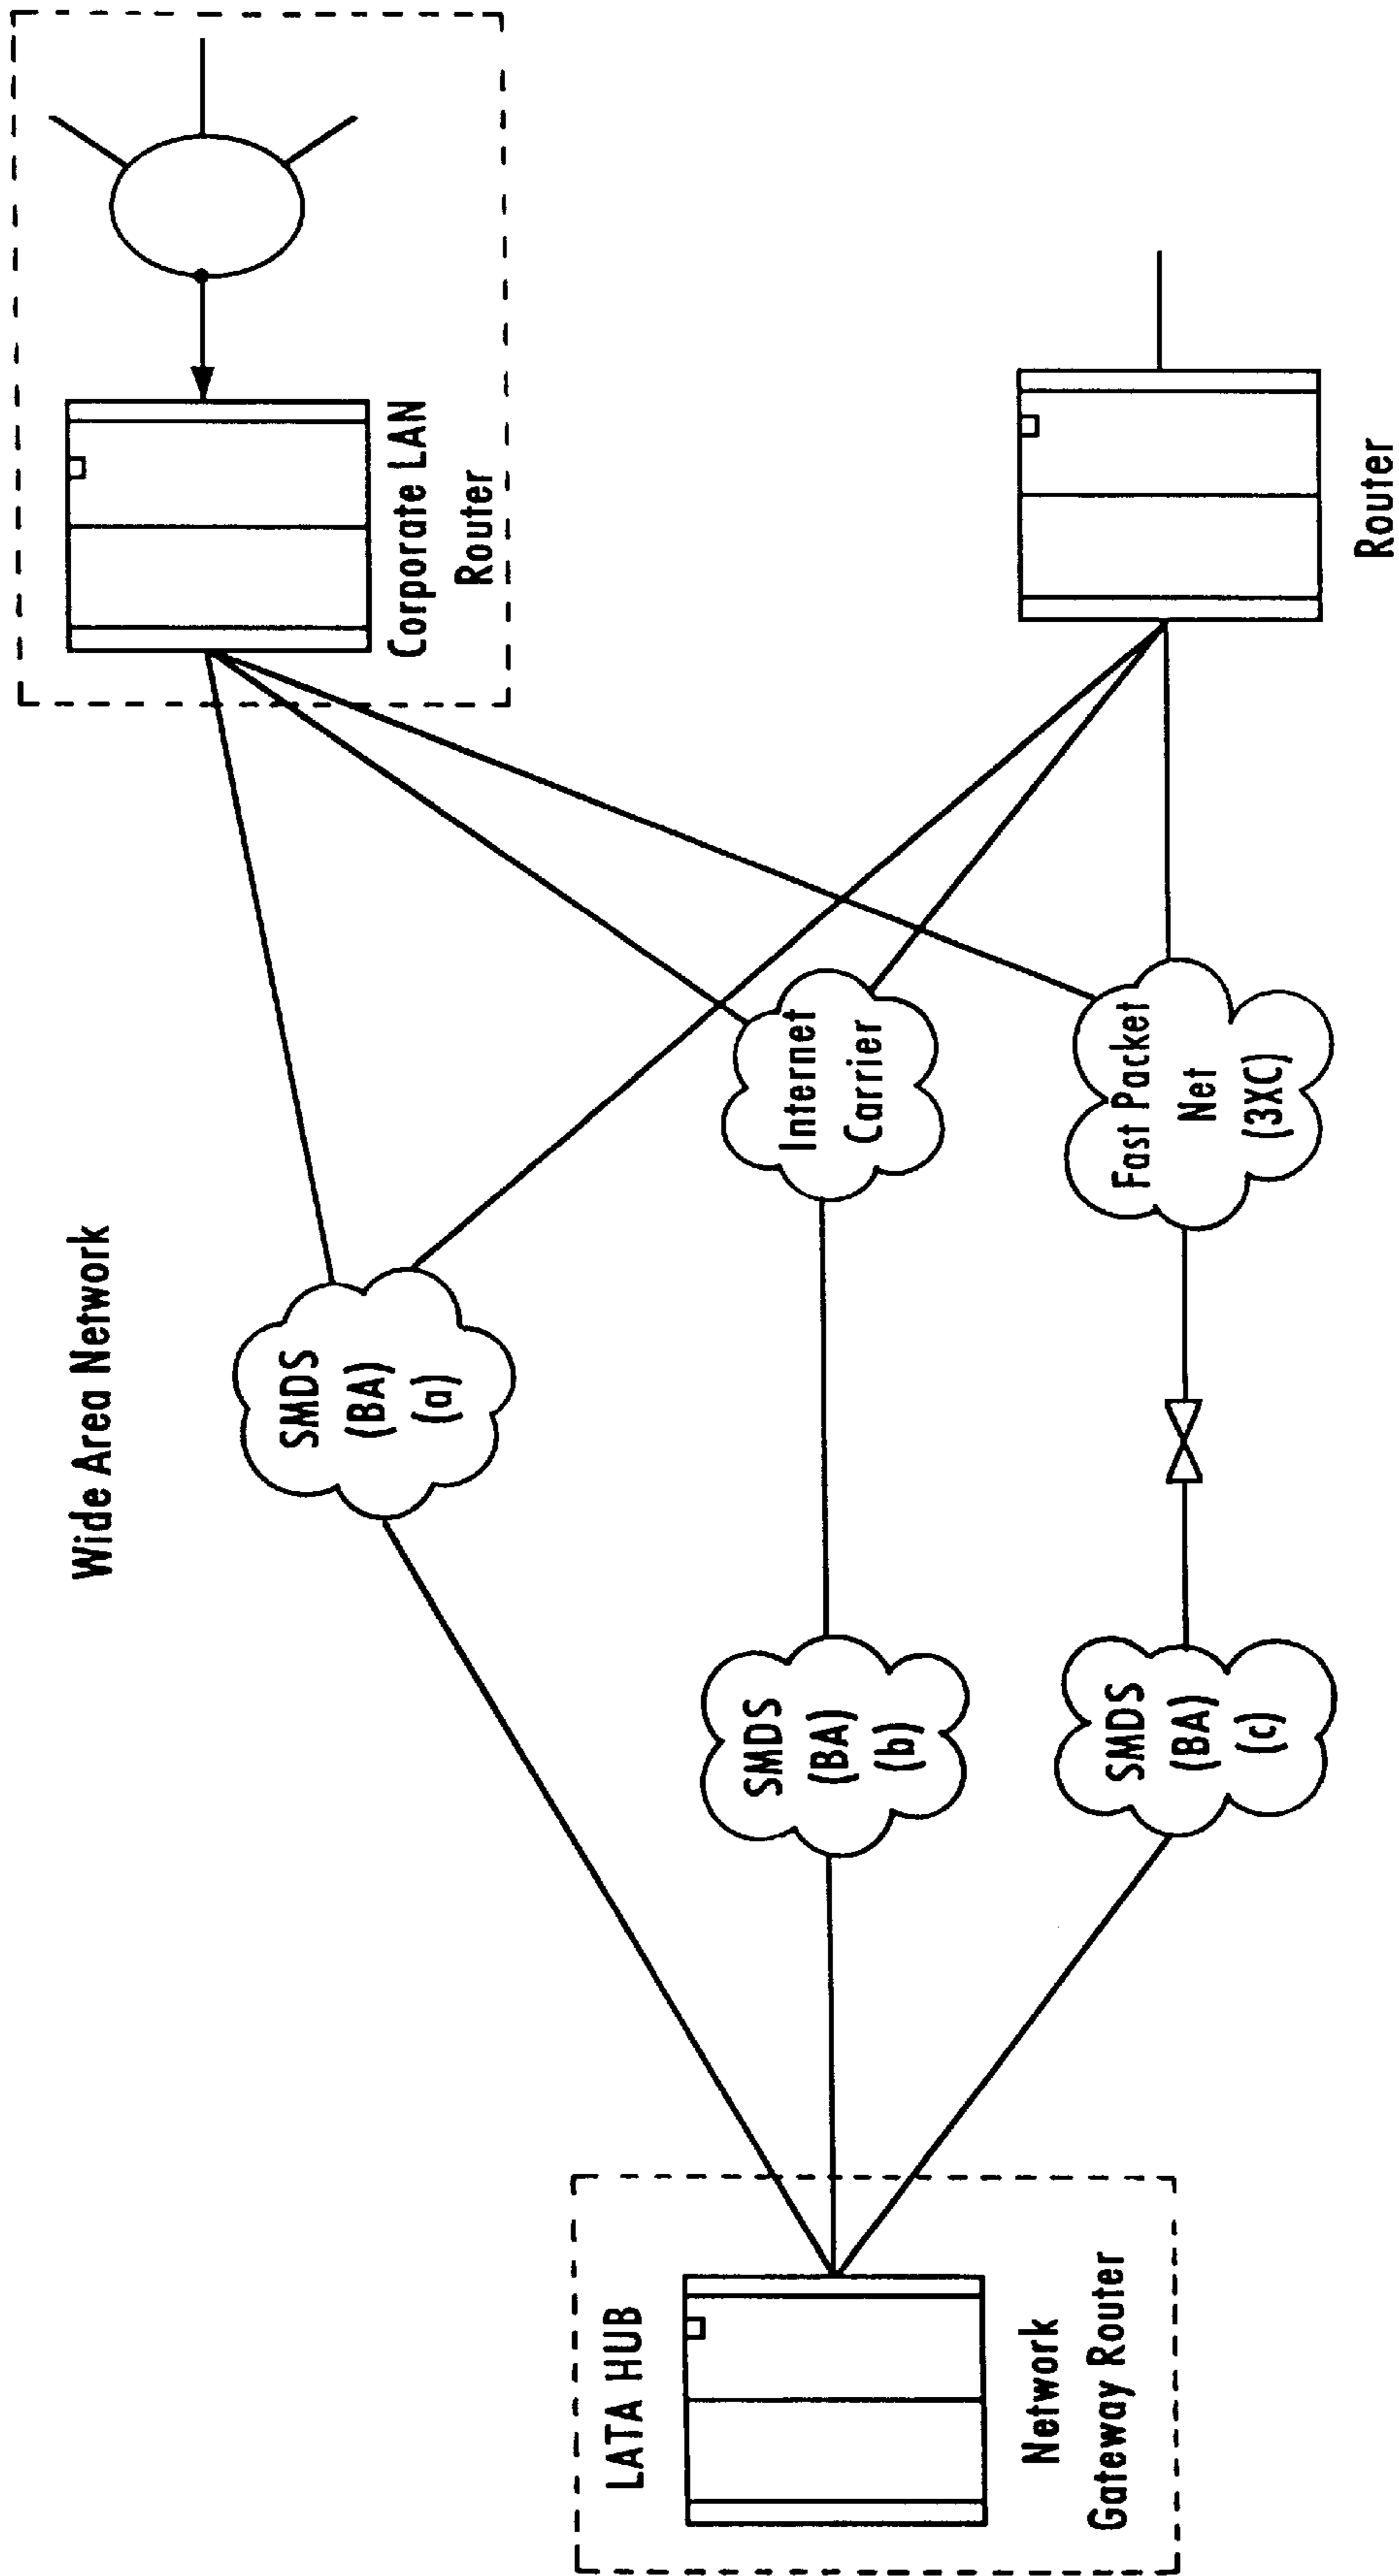 Wide Area Network
LATA HUB
Network
Gateway Router
SMDS
(BA)
(a)
SMDS
(BA)
(b)
SMDS
(BA)
(c)
Internet
Carrier
Fast Packet
Net
(3XC)
Corporate LAN
Router
Router